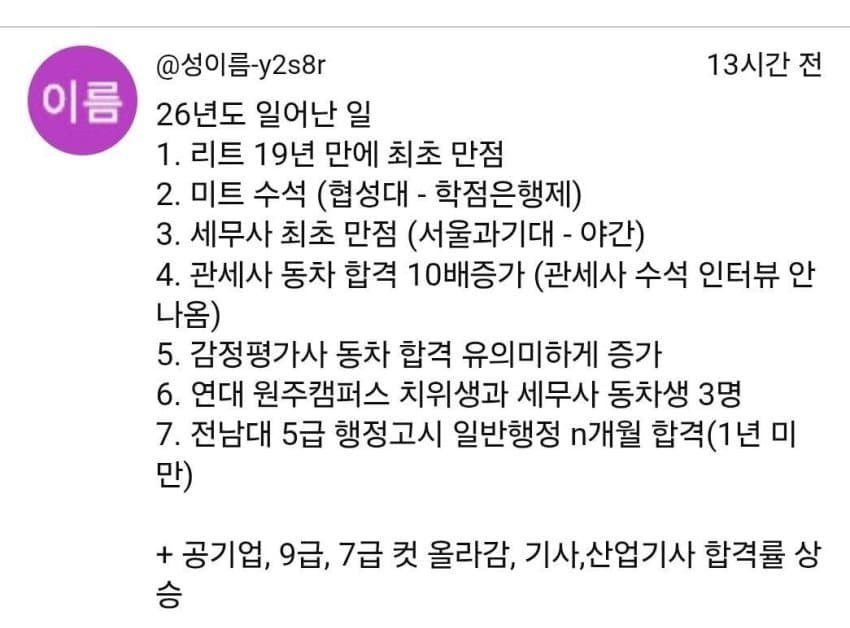 이름
@성이름-y2s8r
13시간 전
26년도 일어난 일
1. 리트 19년 만에 최초 만점
2. 미트 수석 (협성대 - 학점은행제)
3. 세무사 최초 만점 (서울과기대 - 야간)
4. 관세사 동차 합격 10배증가 (관세사 수석 인터뷰 안
나옴)
5. 감정평가사 동차 합격 유의미하게 증가
6. 연대 원주캠퍼스 치위생과 세무사 동차생 3명
7. 전남대 5급 행정고시 일반행정 n개월 합격(1년 미
만)
+ 공기업, 9급, 7급 컷 올라감, 기사,산업기사 합격률 상
승